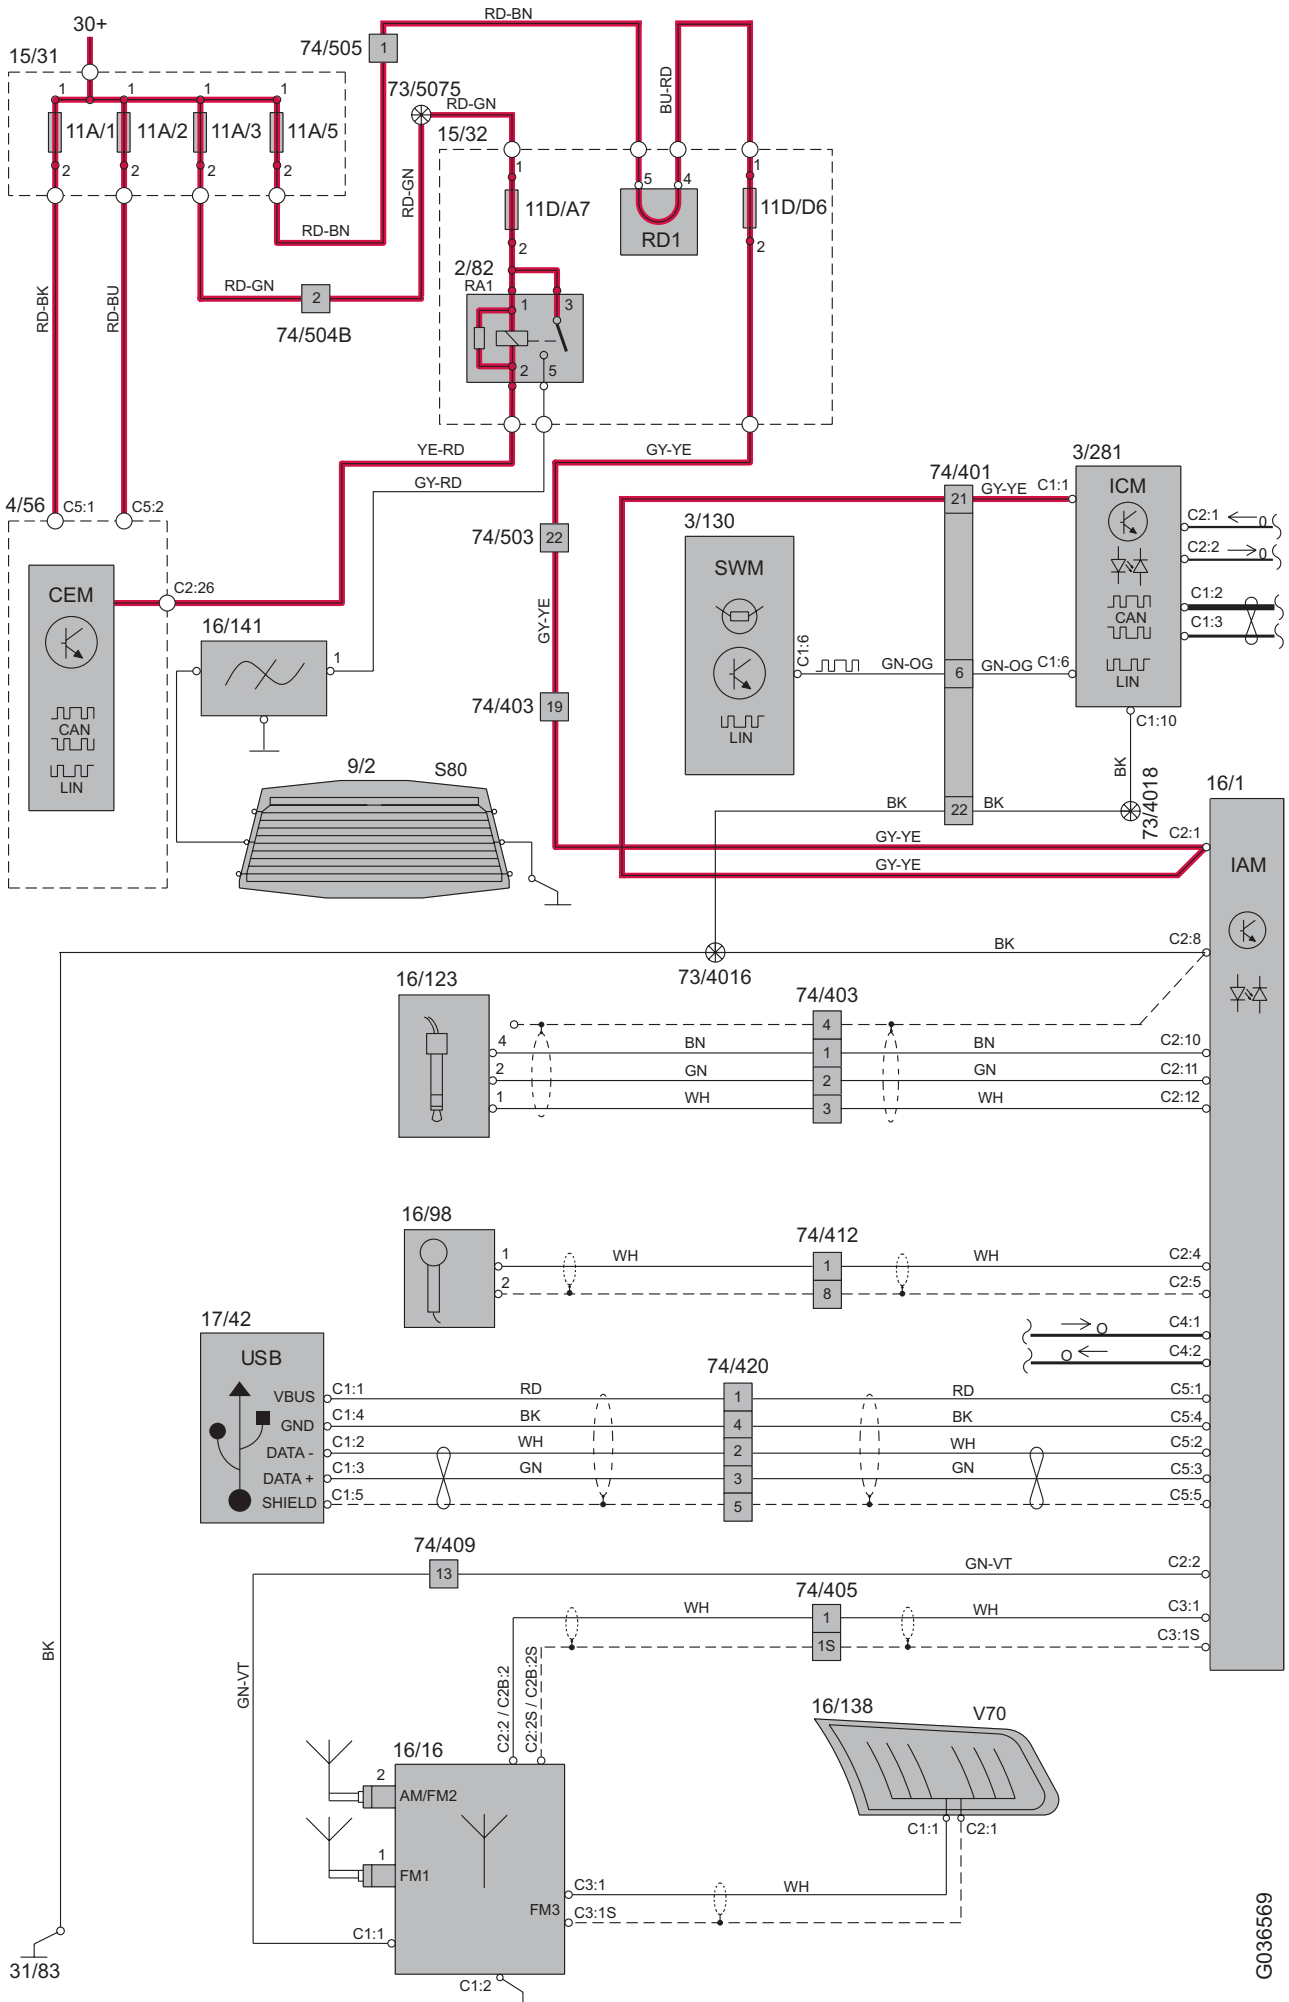 RD-BN
30+
74/505
1
15/31
BU-RD
73/5075
1 1 1 1
RD-GN
11A/1 11A/2 11A/3 11A/5
15/32
2 2 2 2
1
5 4
1
RD-GN
11D/A7
11D/D6
RD-BN
RD1
2
2
2/82
RD-GN
2
RA1
1 3
RD-BK
RD-BU
74/504B
2 5
YE-RD
GY-YE
3/281
74/401
GY-RD
21
GY-YE
C1:1
ICM
4/56
C5:1
C5:2
3/130
C2:1
0
74/503
22
C2:2
0
SWM
CEM
C2:26
C1:2
CAN
C1:3
GY-YE
16/141
C1:6
1
GN-OG
6
GN-OG
C1:6
LIN
74/403
19
C1:10
CAN
LIN
LIN
9/2
S80
BK
16/1
BK
22
BK
73/4018
GY-YE
C2:1
GY-YE
IAM
BK
C2:8
73/4016
16/123
74/403
4
4
BN
1
BN
C2:10
2
GN
2
GN
C2:11
1
WH
3
WH
C2:12
16/98
74/412
1
WH
1
WH
C2:4
2
8
C2:5
17/42
O
C4:1
O
C4:2
USB
74/420
VBUS
C1:1
RD
1
RD
C5:1
GND
C1:4
BK
4
BK
C5:4
DATA -
C1:2
WH
2
WH
C5:2
DATA +
C1:3
GN
3
GN
C5:3
SHIELD
C1:5
5
C5:5
74/409
13
GN-VT
C2:2
74/405
WH
1
WH
C3:1
1S
C3:1S
BK
GN-VT
C2:2 / C2B:2
C2:2S / C2B:2S
16/138
V70
16/16
2
AM/FM2
C1:1
C2:1
1
FM1
C3:1
WH
FM3
C3:1S
C1:1
31/83
C1:2
G036569